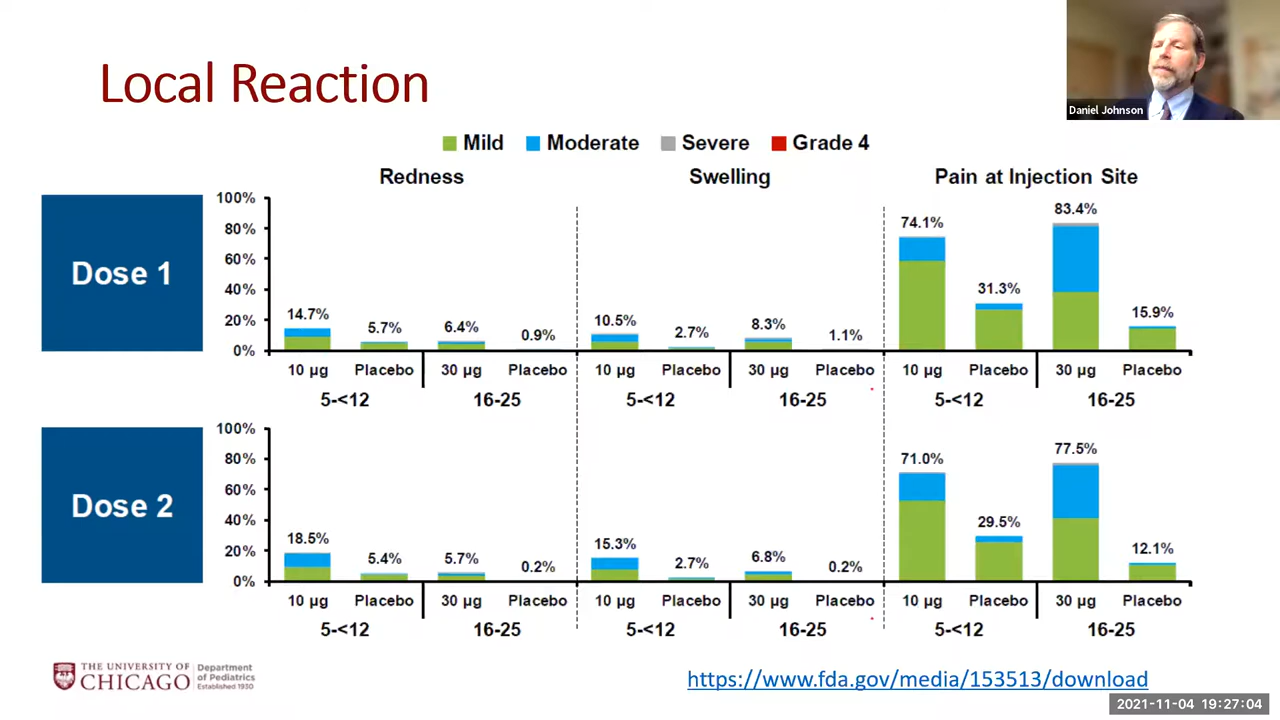 Local Reaction
Daniel Johnson
Mild Moderate Severe Grade 4
Redness Swelling Pain at Injection Site
Dose 1
100%
80%
60%
40%
20%
0%
14.7% 5.7% 6.4% 0.9% 10.5% 2.7% 8.3% 1.1% 74.1% 31.3% 83.4% 15.9%
10 µg Placebo 30 µg Placebo 10 µg Placebo 30 µg Placebo 10 µg Placebo 30 µg Placebo
5-<12 16-25 5-<12 16-25 5-<12 16-25
Dose 2
100%
80%
60%
40%
20%
0%
18.5% 5.4% 5.7% 0.2% 15.3% 2.7% 6.8% 0.2% 71.0% 29.5% 77.5% 12.1%
10 µg Placebo 30 µg Placebo 10 µg Placebo 30 µg Placebo 10 µg Placebo 30 µg Placebo
5-<12 16-25 5-<12 16-25 5-<12 16-25
THE UNIVERSITY OF
CHICAGO
Department
of Pediatrics
Established 1930
https://www.fda.gov/media/153513/download
2021-11-04 19:27:04